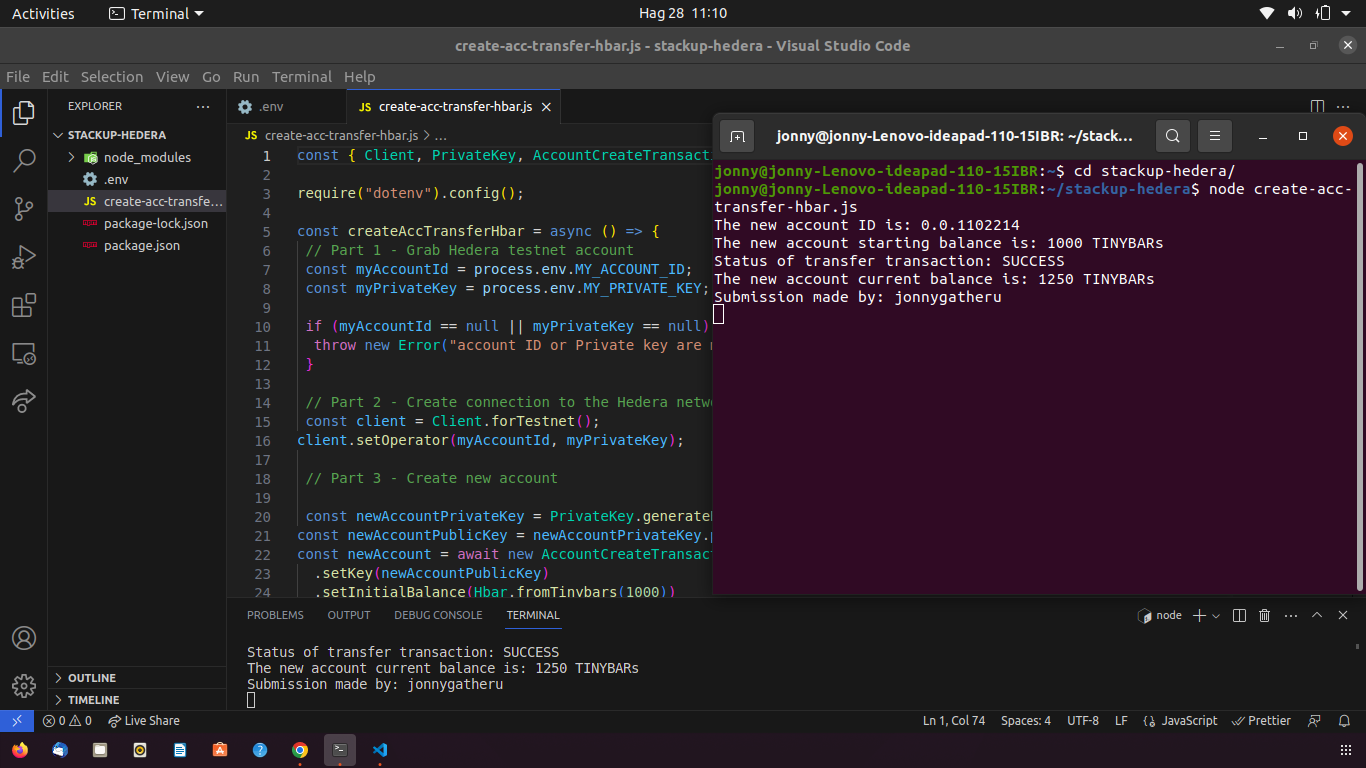 Activities
Terminal
Hag 28 11:10
create-acc-transfer-hbar.js - stackup-hedera - Visual Studio Code
File Edit Selection View Go Run Terminal Help
EXPLORER
STACKUP-HEDERA
node_modules
.env
JS create-acc-transfe...
package-lock.json
package.json
OUTLINE
TIMELINE
.env
JS create-acc-transfer-hbar.js
JS create-acc-transfer-hbar.js > ...
1 const { Client, PrivateKey, AccountCreateTransacti
2
3 require("dotenv").config();
4
5 const createAccTransferHbar = async () => {
6 // Part 1 - Grab Hedera testnet account
7 const myAccountId = process.env.MY_ACCOUNT_ID;
8 const myPrivateKey = process.env.MY_PRIVATE_KEY;
9
10 if (myAccountId == null || myPrivateKey == null)
11 throw new Error("account ID or Private key are
12 }
13
14 // Part 2 - Create connection to the Hedera netw
15 const client = Client.forTestnet();
16 client.setOperator(myAccountId, myPrivateKey);
17
18 // Part 3 - Create new account
19
20 const newAccountPrivateKey = PrivateKey.generate
21 const newAccountPublicKey = newAccountPrivateKey.
22 const newAccount = await new AccountCreateTransac
23 .setKey(newAccountPublicKey)
24 .setInitialBalance(Hbar.fromTinybars(1000))
jonny@jonny-Lenovo-ideapad-110-15IBR: ~/stack...
jonny@jonny-Lenovo-ideapad-110-15IBR:~$ cd stackup-hedera/
jonny@jonny-Lenovo-ideapad-110-15IBR:~/stackup-hedera$ node create-acc-
transfer-hbar.js
The new account ID is: 0.0.1102214
The new account starting balance is: 1000 TINYBARs
Status of transfer transaction: SUCCESS
The new account current balance is: 1250 TINYBARs
Submission made by: jonnygatheru
PROBLEMS OUTPUT DEBUG CONSOLE TERMINAL
node
Status of transfer transaction: SUCCESS
The new account current balance is: 1250 TINYBARs
Submission made by: jonnygatheru
0 0 Live Share
Ln 1, Col 74 Spaces: 4 UTF-8 LF JavaScript Prettier